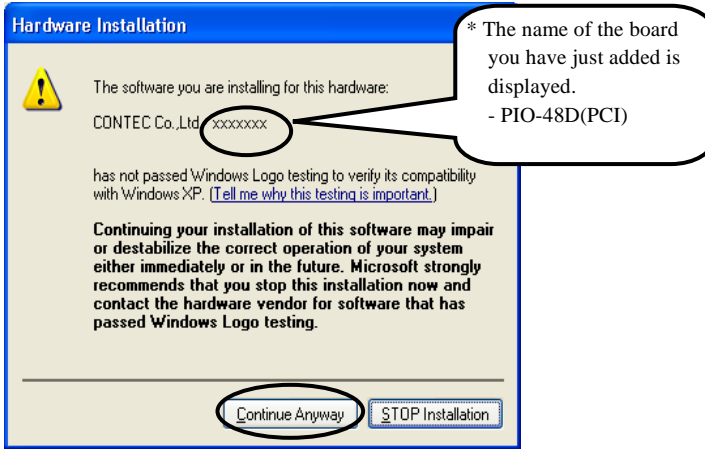 Hardware Installation
The software you are installing for this hardware:
CONTEC Co.,Ltd. xxxxxxx
has not passed Windows Logo testing to verify its compatibility
with Windows XP. (Tell me why this testing is important.)
Continuing your installation of this software may impair
or destabilize the correct operation of your system
either immediately or in the future. Microsoft strongly
recommends that you stop this installation now and
contact the hardware vendor for software that has
passed Windows Logo testing.
Continue Anyway
STOP Installation
* The name of the board
you have just added is
displayed.
- PIO-48D(PCI)